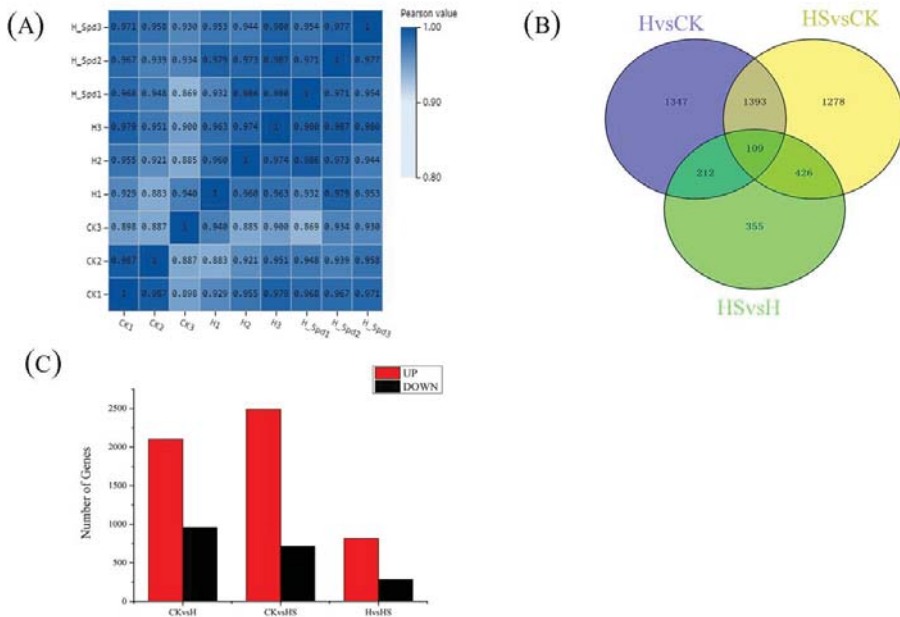 (A)
Pearson value
H_Spd3 0.971 0.958 0.930 0.953 0.944 0.980 0.954 0.977 1
H_Spd2 0.967 0.939 0.934 0.979 0.973 0.987 0.971 1 0.977
H_Spd1 0.968 0.948 0.869 0.932 0.986 0.980 1 0.971 0.954
H3 0.979 0.951 0.900 0.963 0.974 1 0.980 0.987 0.980
H2 0.955 0.921 0.885 0.960 1 0.974 0.986 0.973 0.944
H1 0.929 0.883 0.940 1 0.960 0.963 0.932 0.979 0.953
CK3 0.898 0.887 1 0.940 0.885 0.900 0.869 0.934 0.930
CK2 0.987 1 0.887 0.883 0.921 0.951 0.948 0.939 0.958
CK1 1 0.987 0.898 0.929 0.955 0.979 0.968 0.967 0.971
CK1 CK2 CK3 H1 H2 H3 H_Spd1 H_Spd2 H_Spd3
1.00
0.90
0.80
(B)
HvsCK
HSvsCK
1347
1393
1278
109
212
426
355
HSvsH
(C)
UP
DOWN
Number of Genes
2500
2000
1500
1000
500
0
CKvsH
CKvsHS
HvsHS